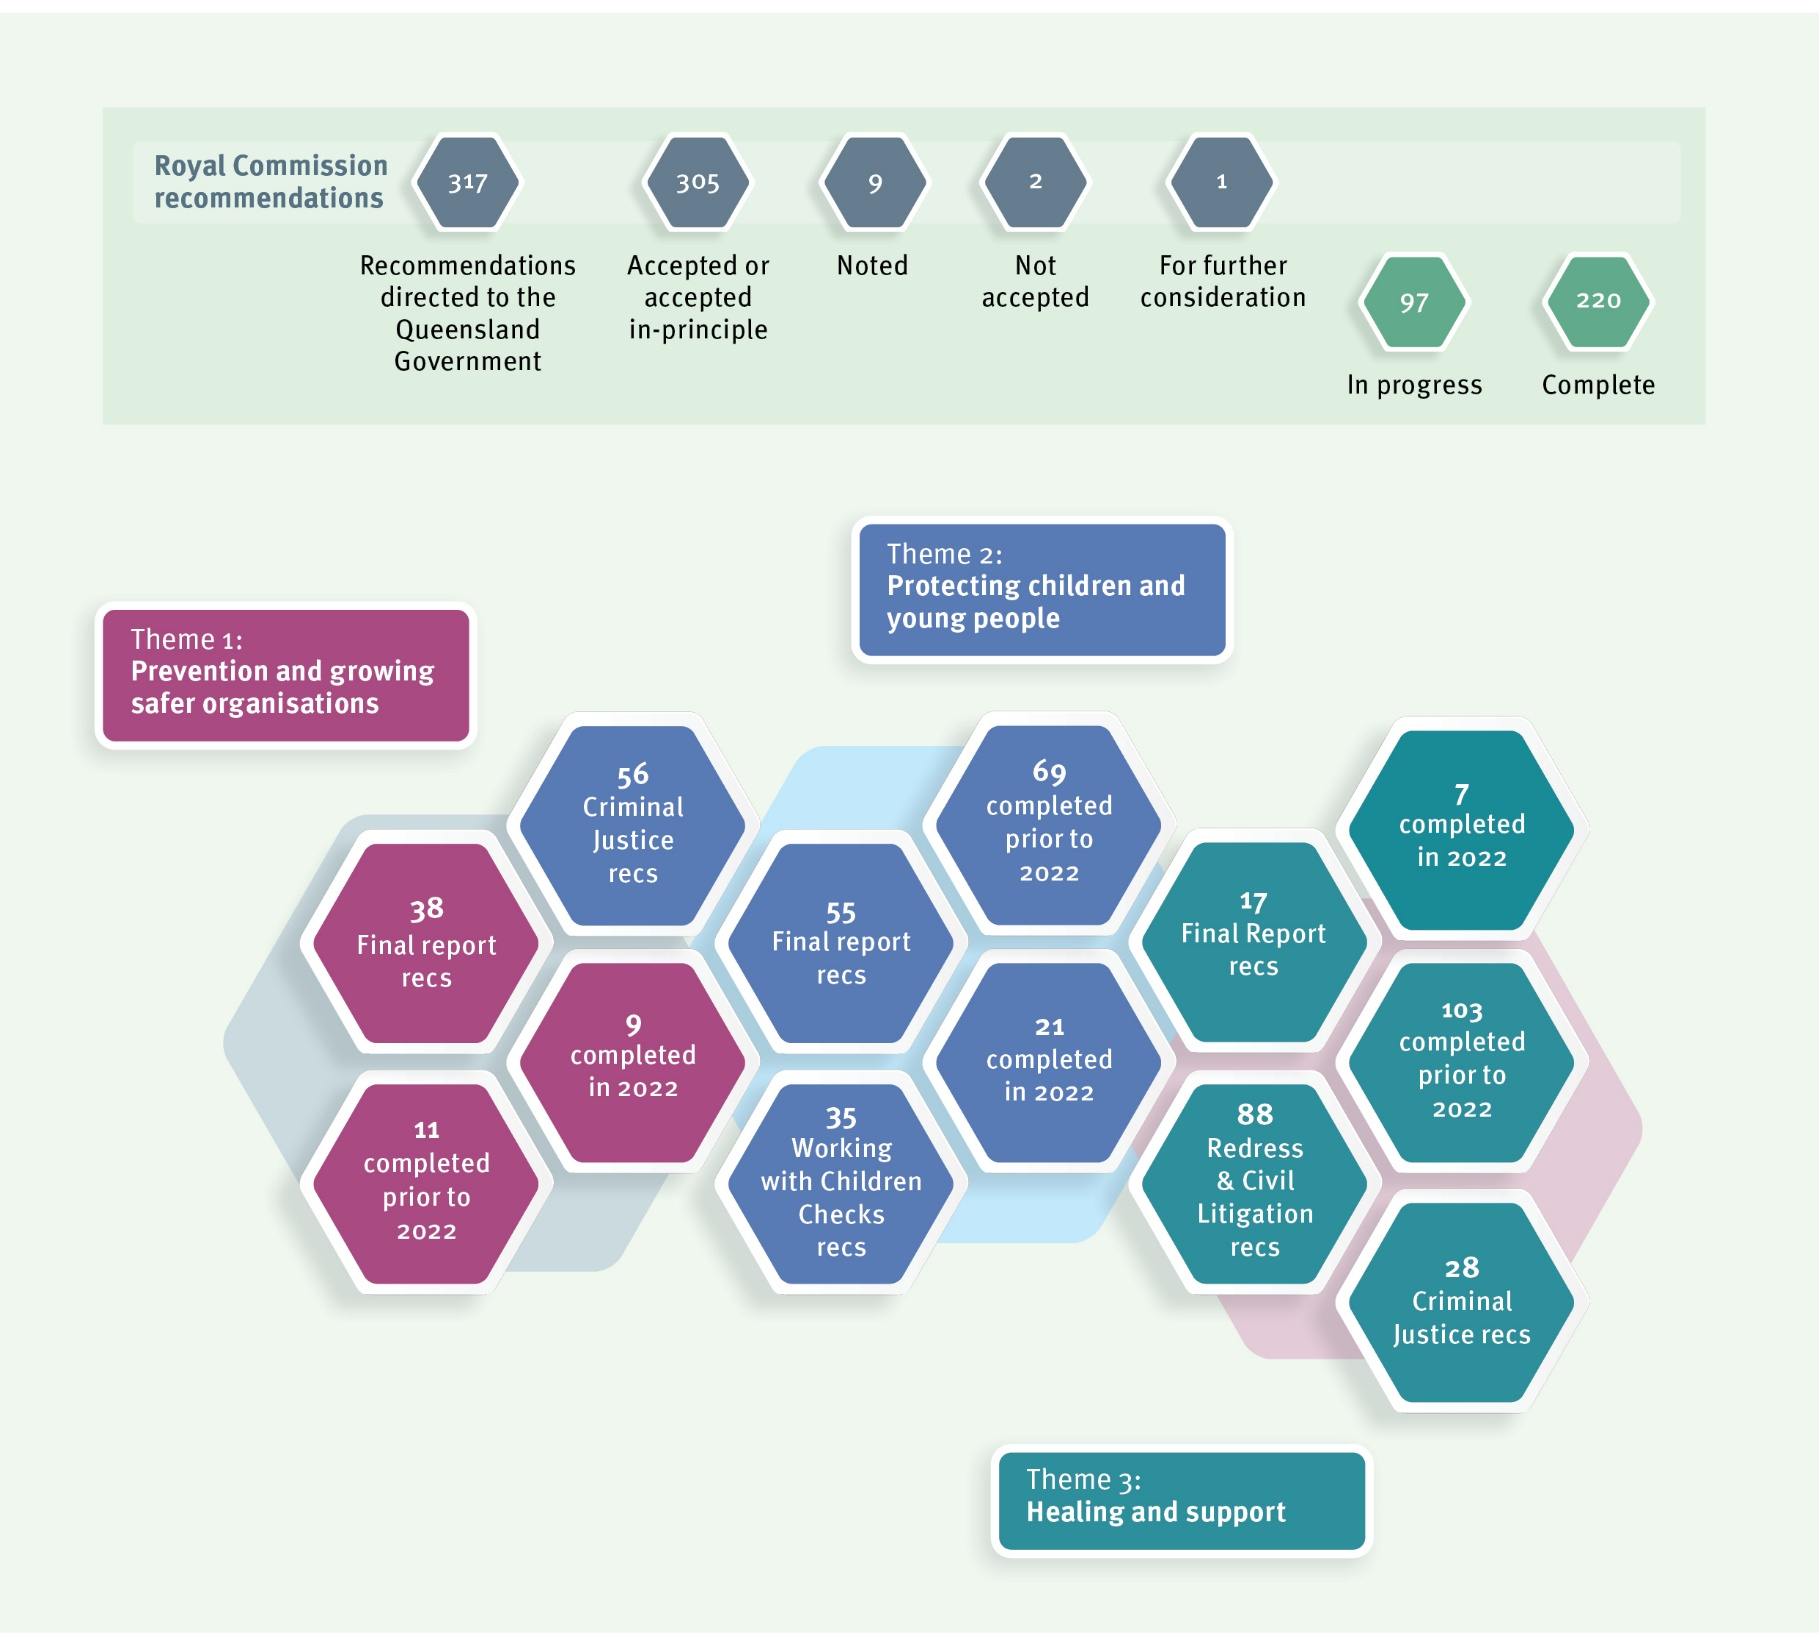 Royal Commission
recommendations
317
305
9
2
1
Recommendations
directed to the
Queensland
Government
Accepted or
accepted
in-principle
Noted
Not
accepted
For further
consideration
97
In progress
220
Complete
Theme 1:
Prevention and growing
safer organisations
Theme 2:
Protecting children and
young people
38
Final report
recs
11
completed
prior to
2022
9
completed
in 2022
56
Criminal
Justice
recs
55
Final report
recs
35
Working
with Children
Checks
recs
69
completed
prior to
2022
21
completed
in 2022
17
Final Report
recs
88
Redress
& Civil
Litigation
recs
7
completed
in 2022
103
completed
prior to
2022
28
Criminal
Justice recs
Theme 3:
Healing and support